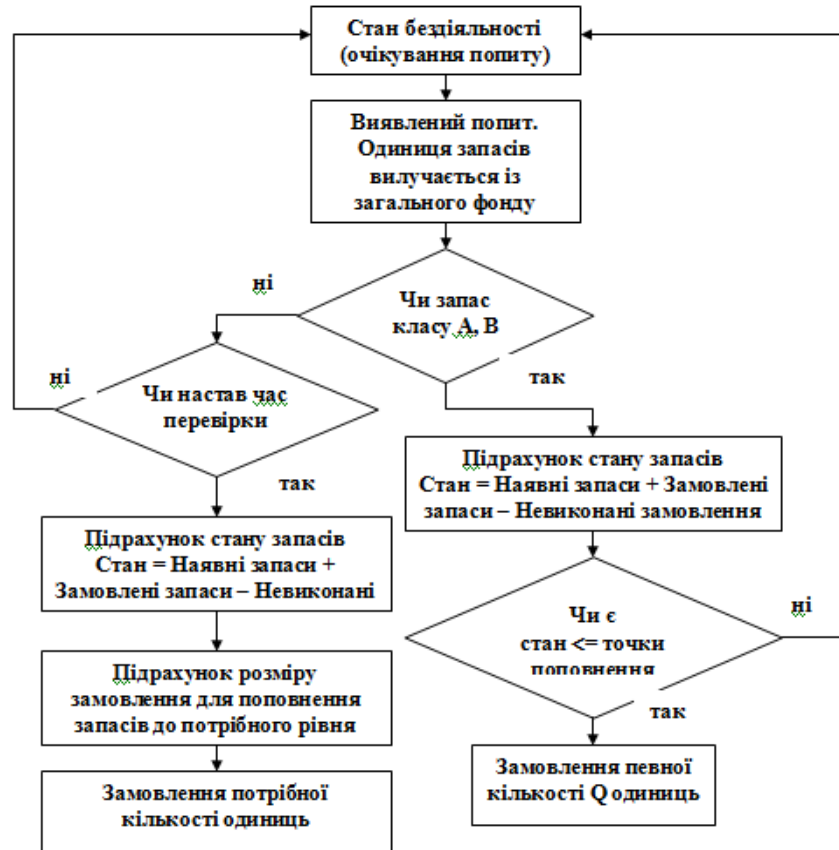 Стан бездіяльності
(очікування попиту)
Виявлений попит.
Одиниця запасів
вилучається із
загального фонду
ні
Чи запас
класу А, В
ні
так
Чи настав час
перевірки
так
Підрахунок стану запасів
Стан = Наявні запаси + Замовлені
запаси – Невиконані замовлення
Підрахунок стану запасів
Стан = Наявні запаси +
Замовлені запаси – Невиконані
Чи є
стан <= точки
поповнення
ні
так
Підрахунок розміру
замовлення для поповнення
запасів до потрібного рівня
Замовлення певної
кількості Q одиниць
Замовлення потрібної
кількості одиниць